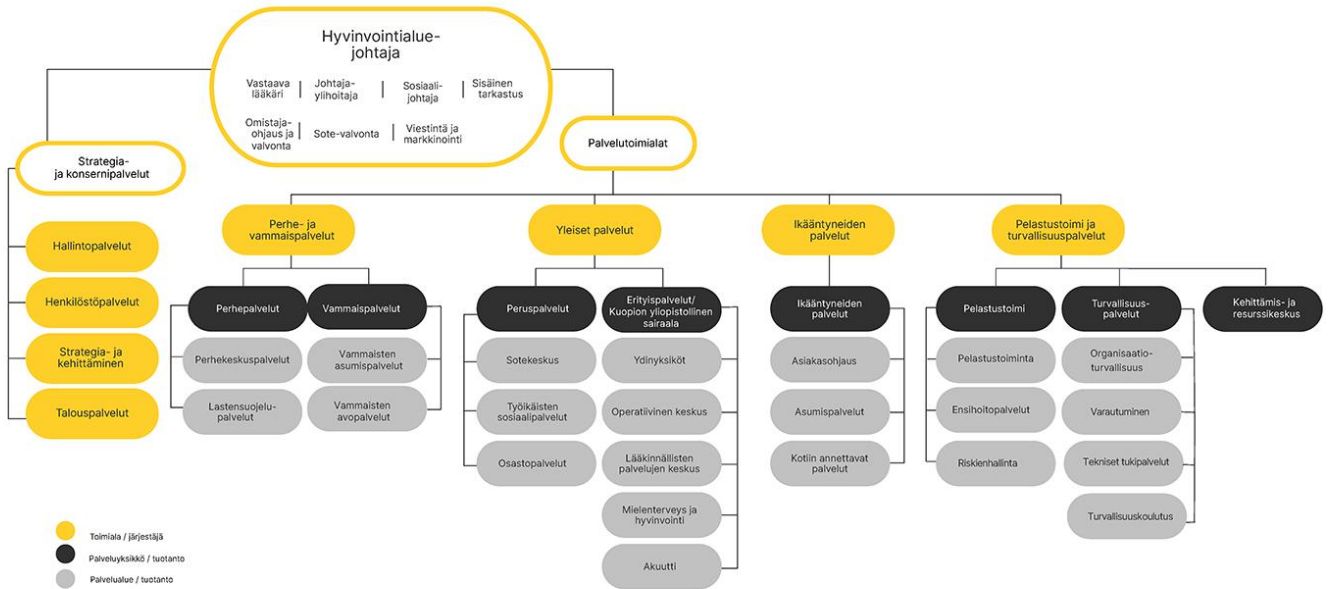 Hyvinvointialue-
johtaja
Vastaava
lääkäri
Johtaja-
ylihoitaja
Sosiaali-
johtaja
Sisäinen
tarkastus
Omistaja-
ohjaus ja
valvonta
Sote-valvonta
Viestintä ja
markkinointi
Strategia-
ja konsernipalvelut
Palvelutoimialat
Hallintopalvelut
Henkilöstöpalvelut
Strategia- ja
kehittäminen
Talouspalvelut
Perhe- ja
vammaispalvelut
Perhepalvelut
Perhekeskuspalvelut
Lastensuojelu-
palvelut
Vammaispalvelut
Vammaisten
asumispalvelut
Vammaisten
avopalvelut
Yleiset palvelut
Peruspalvelut
Sotekeskus
Työikäisten
sosiaalipalvelut
Osastopalvelut
Erityispalvelut/
Kuopion yliopistollinen
sairaala
Ydinyksiköt
Operatiivinen keskus
Lääkinnällisten
palvelujen keskus
Mielenterveys ja
hyvinvointi
Akuutti
Ikääntyneiden
palvelut
Ikääntyneiden
palvelut
Asiakasohjaus
Asumispalvelut
Kotiin annettavat
palvelut
Pelastustoimi ja
turvallisuuspalvelut
Pelastustoimi
Pelastustoiminta
Ensihoitopalvelut
Riskienhallinta
Turvallisuus-
palvelut
Organisaatio-
turvallisuus
Varautuminen
Tekniset tukipalvelut
Turvallisuuskoulutus
Kehittämis- ja
resurssikeskus
Toimiala / järjestäjä
Palveluyksikkö / tuotanto
Palvelualue / tuotanto